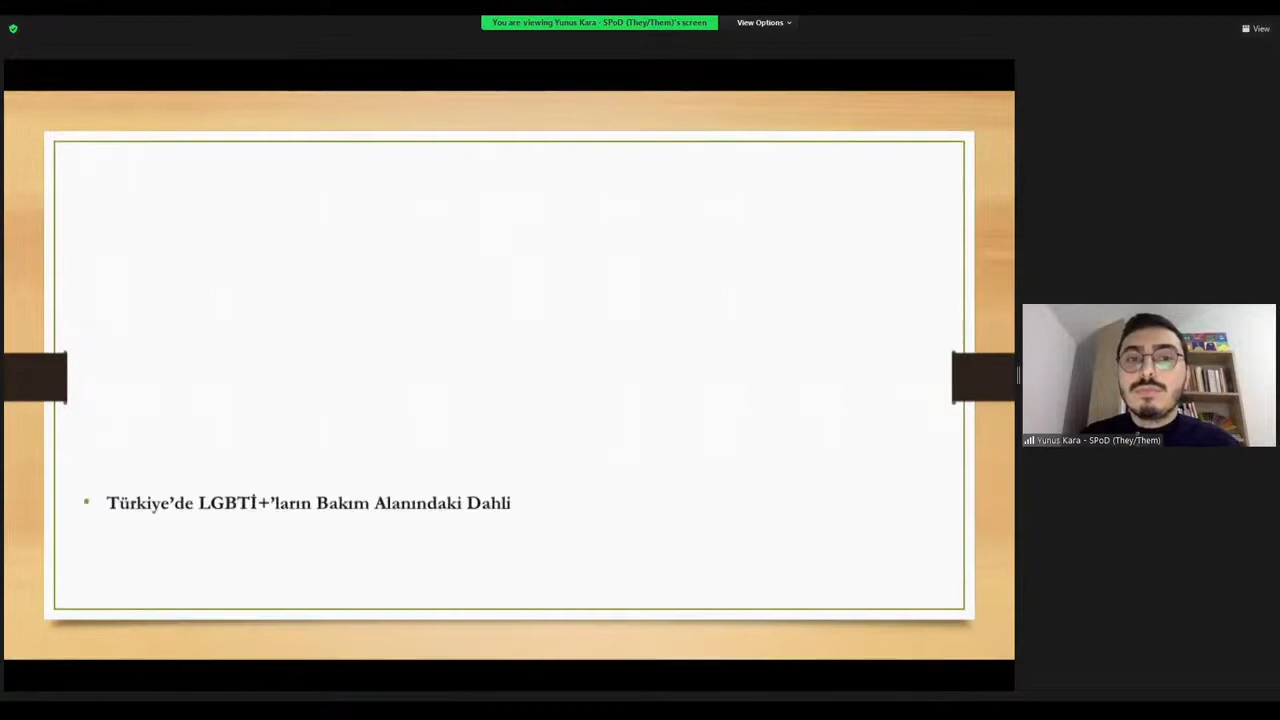 You are viewing Yunus Kara - SPoD (They/Them)'s screen
View Options
View
Türkiye’de LGBTİ+’ların Bakım Alanındaki Dahli
Yunus Kara - SPoD (They/Them)